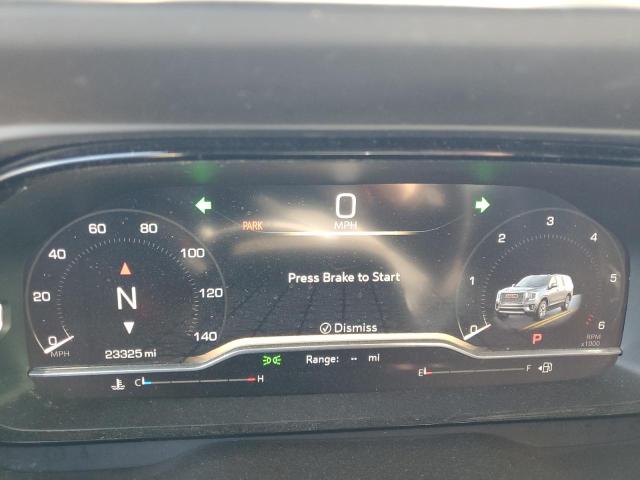 0
MPH
PARK
Press Brake to Start
Dismiss
0 20 40 60 80 100 120 140
MPH
N
23325 mi
0 1 2 3 4 5 6
RPM
x1000
P
Range: -- mi
C H
E F